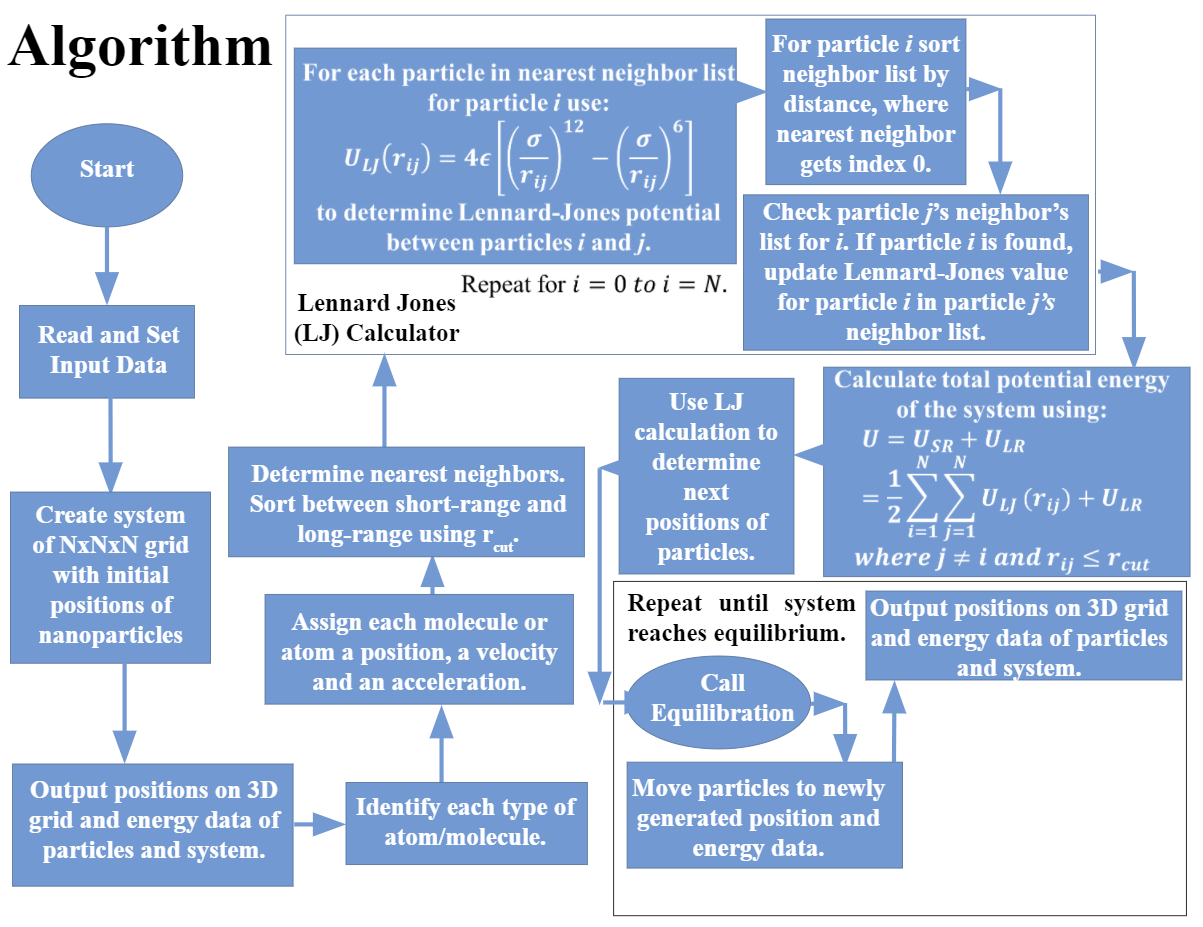 Algorithm
Start
Read and Set
Input Data
Create system
of NxNxN grid
with initial
positions of
nanoparticles
Output positions on 3D
grid and energy data of
particles and system.
Identify each type of
atom/molecule.
Assign each molecule or
atom a position, a velocity
and an acceleration.
Determine nearest neighbors.
Sort between short-range and
long-range using r_cut.
For each particle in nearest neighbor list
for particle i use:
U_LJ(r_ij) = 4ϵ[(σ/r_ij)^12 − (σ/r_ij)^6]
to determine Lennard-Jones potential
between particles i and j.
Repeat for i = 0 to i = N.
Lennard Jones
(LJ) Calculator
For particle i sort
neighbor list by
distance, where
nearest neighbor
gets index 0.
Check particle j’s neighbor’s
list for i. If particle i is found,
update Lennard-Jones value
for particle i in particle j’s
neighbor list.
Calculate total potential energy
of the system using:
U = U_SR + U_LR
= 1/2 ∑_{i=1}^{N} ∑_{j=1}^{N} U_LJ (r_ij) + U_LR
where j ≠ i and r_ij ≤ r_cut
Use LJ
calculation to
determine
next
positions of
particles.
Repeat until system
reaches equilibrium.
Call
Equilibration
Move particles to newly
generated position and
energy data.
Output positions on 3D grid
and energy data of particles
and system.